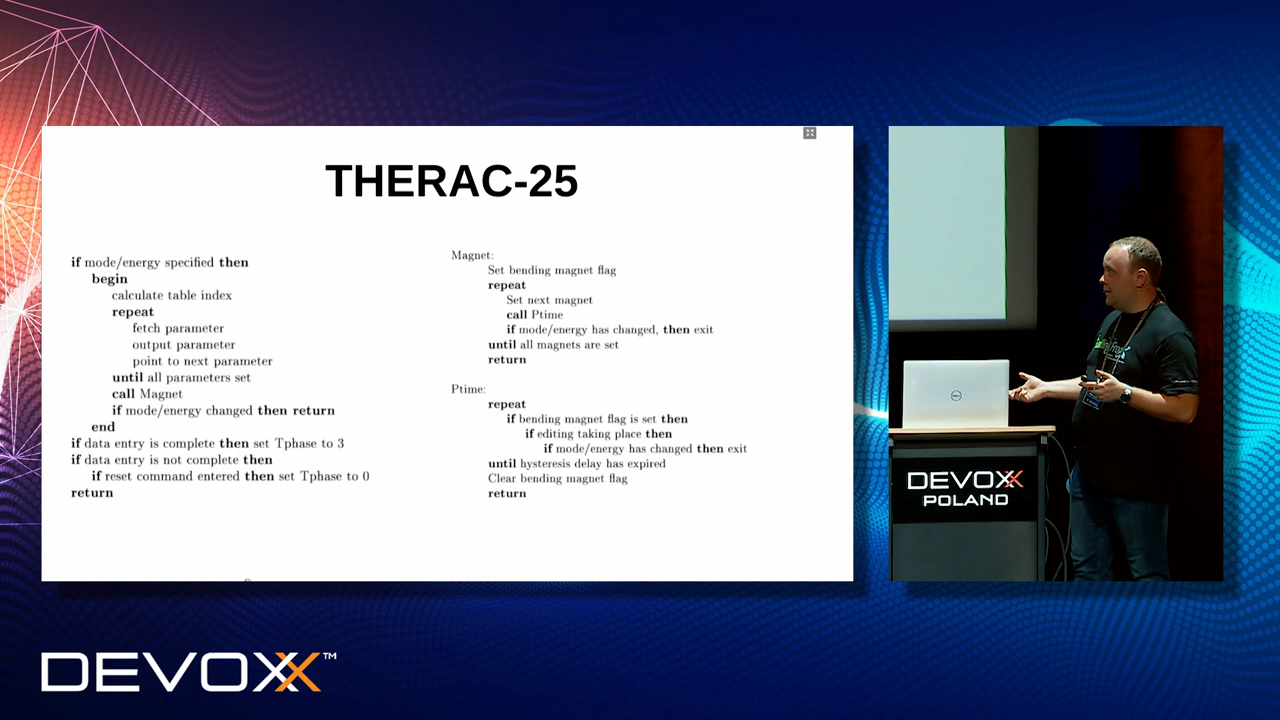 THERAC-25
if mode/energy specified then
begin
calculate table index
repeat
fetch parameter
output parameter
point to next parameter
until all parameters set
call Magnet
if mode/energy changed then return
end
if data entry is complete then set Tphase to 3
if data entry is not complete then
if reset command entered then set Tphase to 0
return
Magnet:
Set bending magnet flag
repeat
Set next magnet
call Ptime
if mode/energy has changed, then exit
until all magnets are set
return
Ptime:
repeat
if bending magnet flag is set then
if editing taking place then
if mode/energy has changed then exit
until hysteresis delay has expired
Clear bending magnet flag
return
DEVOXX
POLAND
DEVOXX™